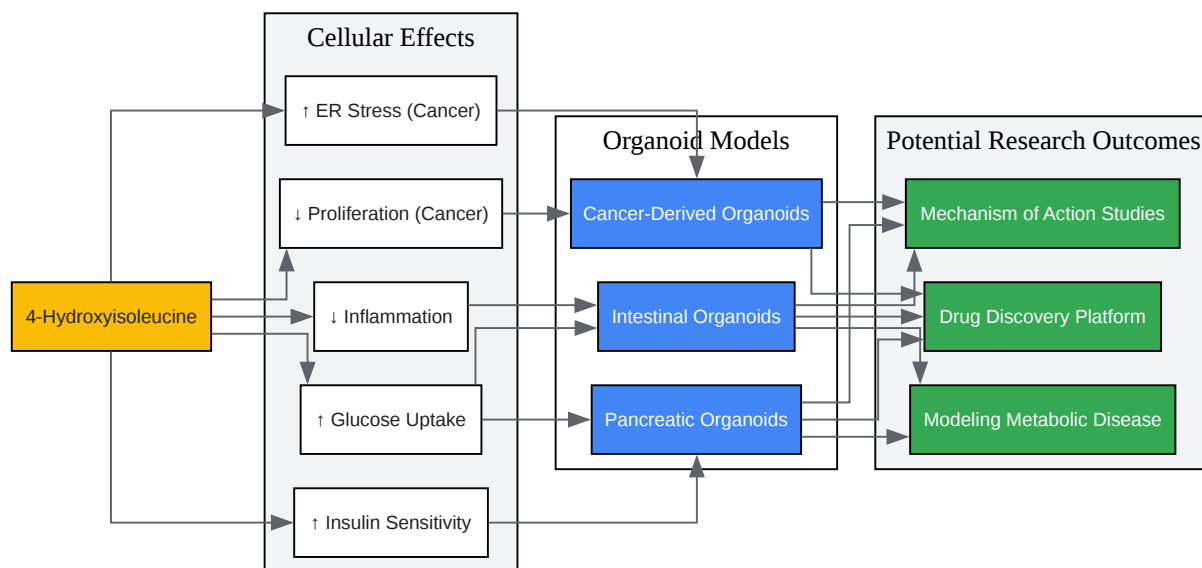 Cellular Effects
↑ ER Stress (Cancer)
Organoid Models
Potential Research Outcomes
↓ Proliferation (Cancer)
Cancer-Derived Organoids
Mechanism of Action Studies
4-Hydroxyisoleucine
↓ Inflammation
Intestinal Organoids
Drug Discovery Platform
↑ Glucose Uptake
Pancreatic Organoids
Modeling Metabolic Disease
↑ Insulin Sensitivity